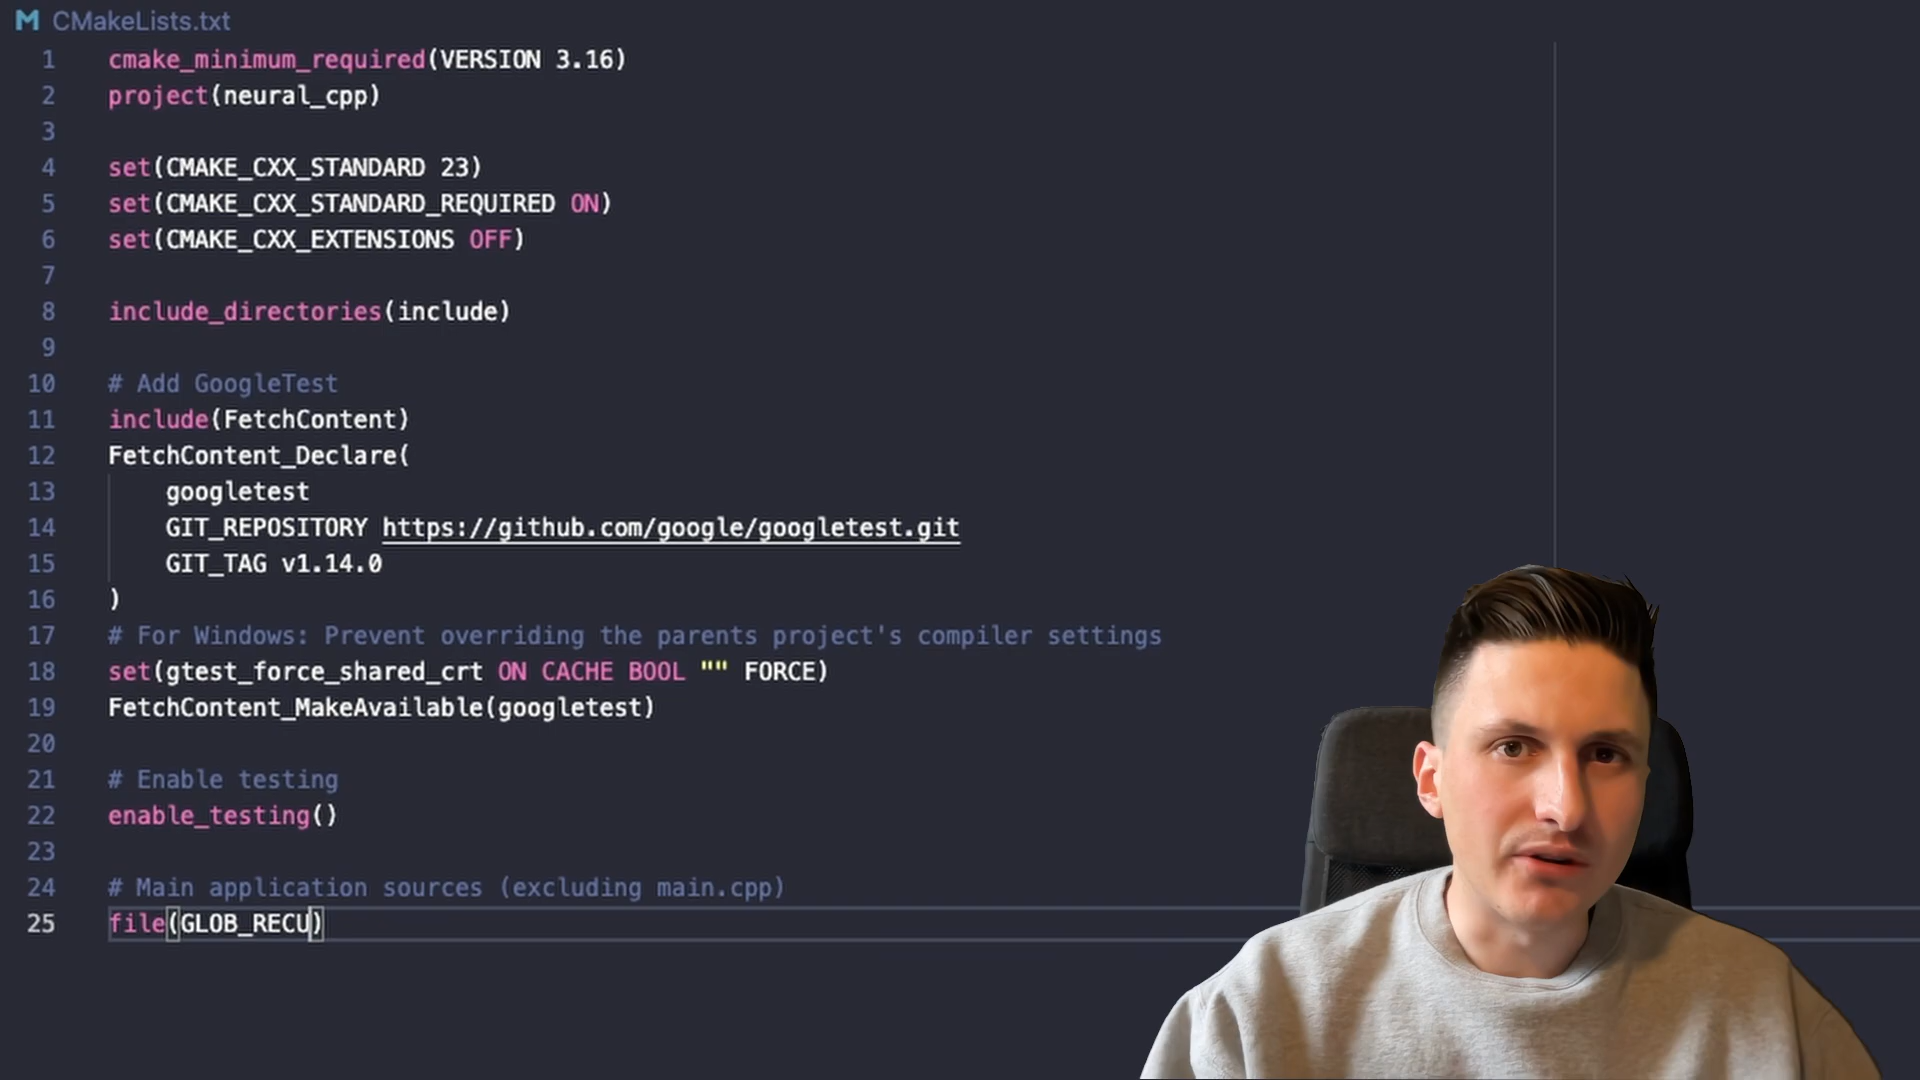 M CMakeLists.txt
1 cmake_minimum_required(VERSION 3.16)
2 project(neural_cpp)
3
4 set(CMAKE_CXX_STANDARD 23)
5 set(CMAKE_CXX_STANDARD_REQUIRED ON)
6 set(CMAKE_CXX_EXTENSIONS OFF)
7
8 include_directories(include)
9
10 # Add GoogleTest
11 include(FetchContent)
12 FetchContent_Declare(
13     googletest
14     GIT_REPOSITORY https://github.com/google/googletest.git
15     GIT_TAG v1.14.0
16 )
17 # For Windows: Prevent overriding the parents project's compiler settings
18 set(gtest_force_shared_crt ON CACHE BOOL "" FORCE)
19 FetchContent_MakeAvailable(googletest)
20
21 # Enable testing
22 enable_testing()
23
24 # Main application sources (excluding main.cpp)
25 file(GLOB_RECU)